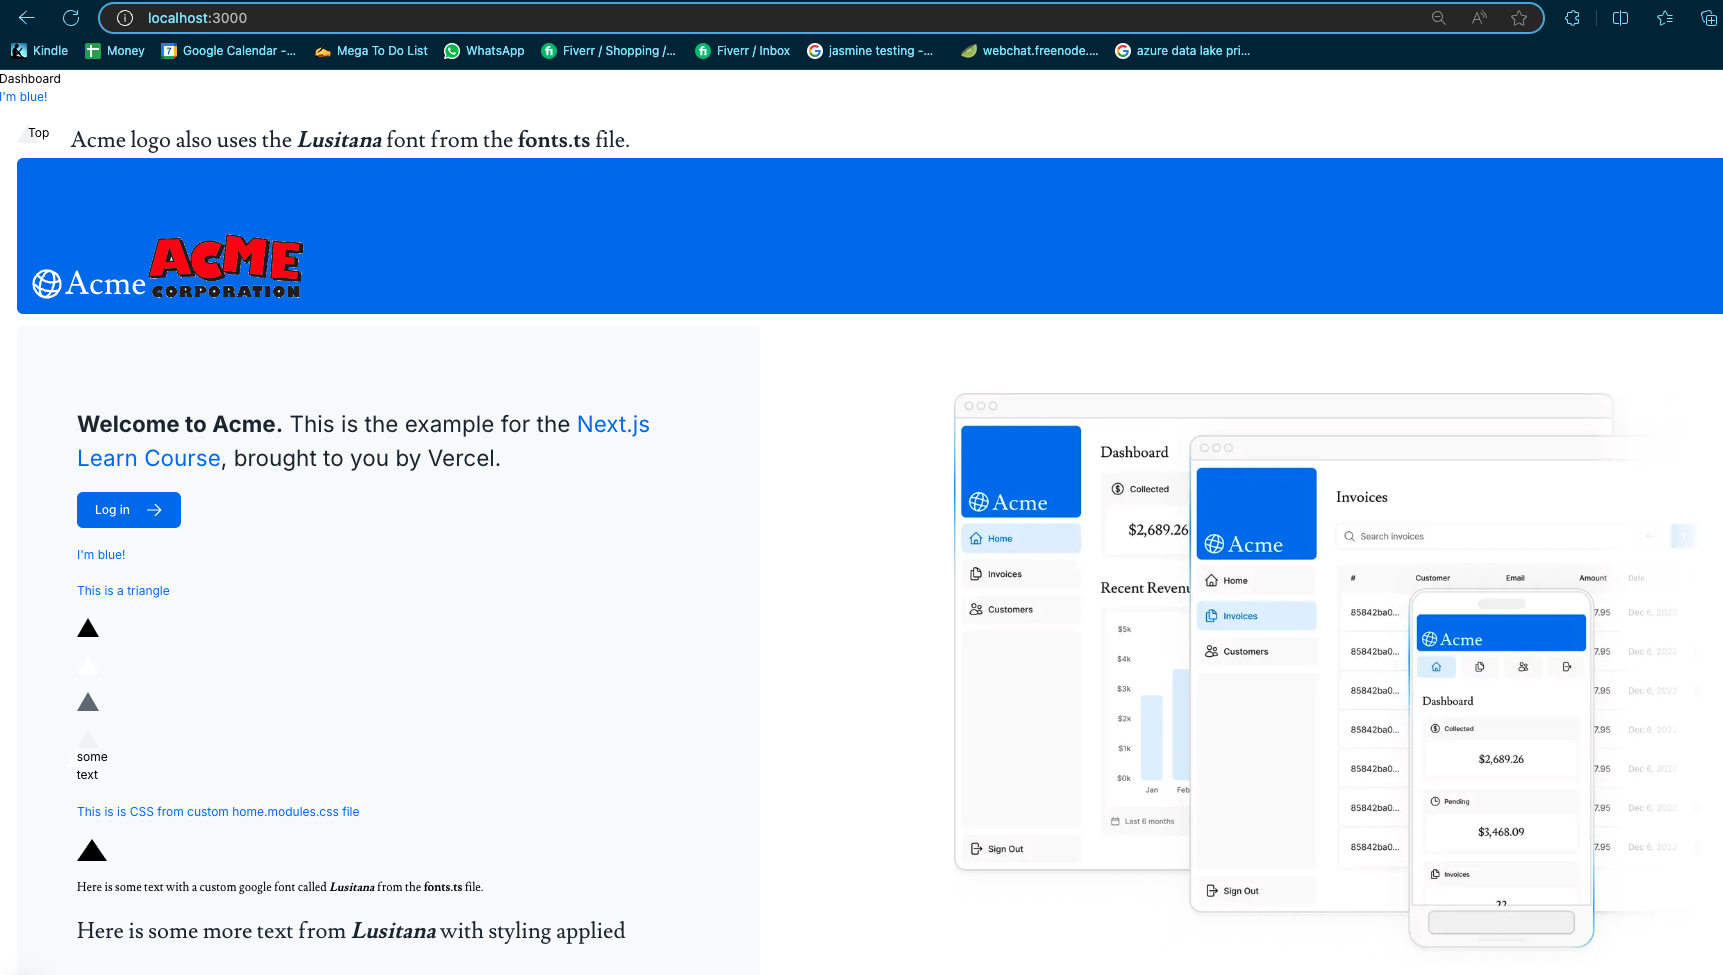 localhost:3000
Kindle
Money
Google Calendar -...
Mega To Do List
WhatsApp
Fiverr / Shopping /...
Fiverr / Inbox
jasmine testing -...
webchat.freenode....
azure data lake pri...
Dashboard
I'm blue!
Top
Acme logo also uses the Lusitana font from the fonts.ts file.
Acme
ACME
CORPORATION
Welcome to Acme. This is the example for the Next.js
Learn Course, brought to you by Vercel.
Log in
I'm blue!
This is a triangle
some
text
This is is CSS from custom home.modules.css file
Here is some text with a custom google font called Lusitana from the fonts.ts file.
Here is some more text from Lusitana with styling applied
Acme
Home
Invoices
Customers
Sign Out
Dashboard
Collected
$2,689.26
Recent Revenu
$5k
$4k
$3k
$2k
$1k
$0k
Jan
Feb
Last 6 months
Acme
Home
Invoices
Customers
Sign Out
Invoices
Search invoices
# Customer Email Amount Date
85842ba0... 7.95 Dec 6, 2022
85842ba0... 7.95 Dec 6, 2022
85842ba0... 7.95 Dec 6, 2022
85842ba0... 7.95 Dec 6, 2022
85842ba0... 7.95 Dec 6, 2022
85842ba0... 7.95 Dec 6, 2022
85842ba0... 7.95 Dec 6, 2022
Acme
Dashboard
Collected
$2,689.26
Pending
$3,468.09
Invoices
22